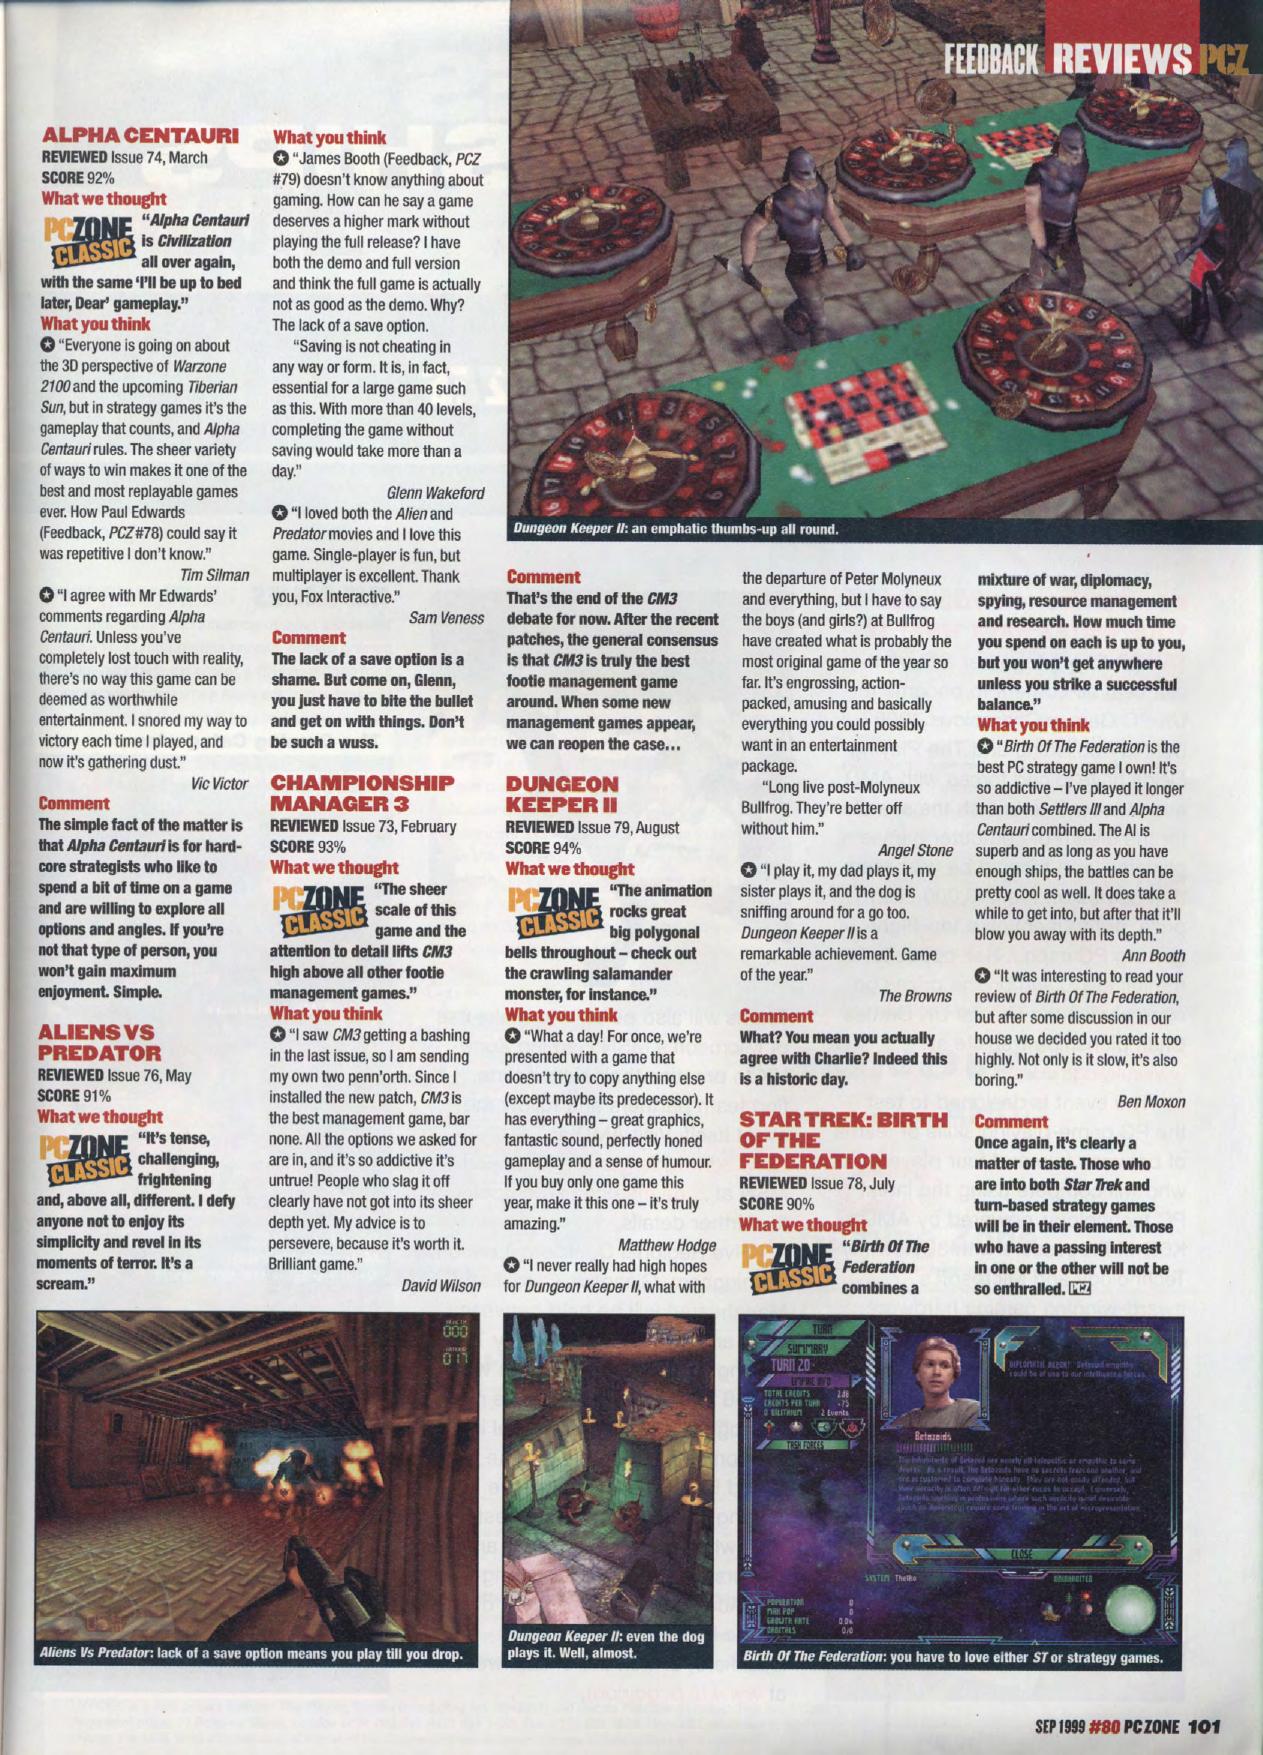 FEEDBACK REVIEWS PCZ
ALPHA CENTAURI
REVIEWED Issue 74, March
SCORE 92%
What we thought
PCZONE CLASSIC
"Alpha Centauri
is Civilization
all over again,
with the same 'I'll be up to bed
later, Dear' gameplay."
What you think
"Everyone is going on about
the 3D perspective of Warzone
2100 and the upcoming Tiberian
Sun, but in strategy games it's the
gameplay that counts, and Alpha
Centauri rules. The sheer variety
of ways to win makes it one of the
best and most replayable games
ever. How Paul Edwards
(Feedback, PCZ #78) could say it
was repetitive I don't know."
Tim Silman
"I agree with Mr Edwards'
comments regarding Alpha
Centauri. Unless you've
completely lost touch with reality,
there's no way this game can be
deemed as worthwhile
entertainment. I snored my way to
victory each time I played, and
now it's gathering dust."
Vic Victor
Comment
The simple fact of the matter is
that Alpha Centauri is for hard-
core strategists who like to
spend a bit of time on a game
and are willing to explore all
options and angles. If you're
not that type of person, you
won't gain maximum
enjoyment. Simple.
ALIENS VS
PREDATOR
REVIEWED Issue 76, May
SCORE 91%
What we thought
PCZONE CLASSIC
"It's tense,
challenging,
frightening
and, above all, different. I defy
anyone not to enjoy its
simplicity and revel in its
moments of terror. It's a
scream."
What you think
"James Booth (Feedback, PCZ
#79) doesn't know anything about
gaming. How can he say a game
deserves a higher mark without
playing the full release? I have
both the demo and full version
and think the full game is actually
not as good as the demo. Why?
The lack of a save option.
"Saving is not cheating in
any way or form. It is, in fact,
essential for a large game such
as this. With more than 40 levels,
completing the game without
saving would take more than a
day."
Glenn Wakeford
"I loved both the Alien and
Predator movies and I love this
game. Single-player is fun, but
multiplayer is excellent. Thank
you, Fox Interactive."
Sam Veness
Comment
The lack of a save option is a
shame. But come on, Glenn,
you just have to bite the bullet
and get on with things. Don't
be such a wuss.
CHAMPIONSHIP
MANAGER 3
REVIEWED Issue 73, February
SCORE 93%
What we thought
PCZONE CLASSIC
"The sheer
scale of this
game and the
attention to detail lifts CM3
high above all other footie
management games."
What you think
"I saw CM3 getting a bashing
in the last issue, so I am sending
my own two penn'orth. Since I
installed the new patch, CM3 is
the best management game, bar
none. All the options we asked for
are in, and it's so addictive it's
untrue! People who slag it off
clearly have not got into its sheer
depth yet. My advice is to
persevere, because it's worth it.
Brilliant game."
David Wilson
Dungeon Keeper II: an emphatic thumbs-up all round.
Comment
That's the end of the CM3
debate for now. After the recent
patches, the general consensus
is that CM3 is truly the best
footie management game
around. When some new
management games appear,
we can reopen the case...
DUNGEON
KEEPER II
REVIEWED Issue 79, August
SCORE 94%
What we thought
PCZONE CLASSIC
"The animation
rocks great
big polygonal
bells throughout – check out
the crawling salamander
monster, for instance."
What you think
"What a day! For once, we're
presented with a game that
doesn't try to copy anything else
(except maybe its predecessor). It
has everything – great graphics,
fantastic sound, perfectly honed
gameplay and a sense of humour.
If you buy only one game this
year, make it this one – it's truly
amazing."
Matthew Hodge
"I never really had high hopes
for Dungeon Keeper II, what with
the departure of Peter Molyneux
and everything, but I have to say
the boys (and girls?) at Bullfrog
have created what is probably the
most original game of the year so
far. It's engrossing, action-
packed, amusing and basically
everything you could possibly
want in an entertainment
package.
"Long live post-Molyneux
Bullfrog. They're better off
without him."
Angel Stone
"I play it, my dad plays it, my
sister plays it, and the dog is
sniffing around for a go too.
Dungeon Keeper II is a
remarkable achievement. Game
of the year."
The Browns
Comment
What? You mean you actually
agree with Charlie? Indeed this
is a historic day.
STAR TREK: BIRTH
OF THE
FEDERATION
REVIEWED Issue 78, July
SCORE 90%
What we thought
PCZONE CLASSIC
"Birth Of The
Federation
combines a
mixture of war, diplomacy,
spying, resource management
and research. How much time
you spend on each is up to you,
but you won't get anywhere
unless you strike a successful
balance."
What you think
"Birth Of The Federation is the
best PC strategy game I own! It's
so addictive – I've played it longer
than both Settlers III and Alpha
Centauri combined. The AI is
superb and as long as you have
enough ships, the battles can be
pretty cool as well. It does take a
while to get into, but after that it'll
blow you away with its depth."
Ann Booth
"It was interesting to read your
review of Birth Of The Federation,
but after some discussion in our
house we decided you rated it too
highly. Not only is it slow, it's also
boring."
Ben Moxon
Comment
Once again, it's clearly a
matter of taste. Those who
are into both Star Trek and
turn-based strategy games
will be in their element. Those
who have a passing interest
in one or the other will not be
so enthralled. PCZ
000
017
Aliens Vs Predator: lack of a save option means you play till you drop.
Dungeon Keeper II: even the dog
plays it. Well, almost.
TURN
SUMMARY
TURN 20
EMPIRE INFO
TOTAL CREDITS
CREDITS PER TURN
2 Events
TASK FORCES
Betazoids
CLOSE
SYSTEM
POPULATION 0
MAX POP 0
GROWTH RATE 0.0%
ORBITALS 0/0
Birth Of The Federation: you have to love either ST or strategy games.
SEP 1999 #80 PC ZONE 101